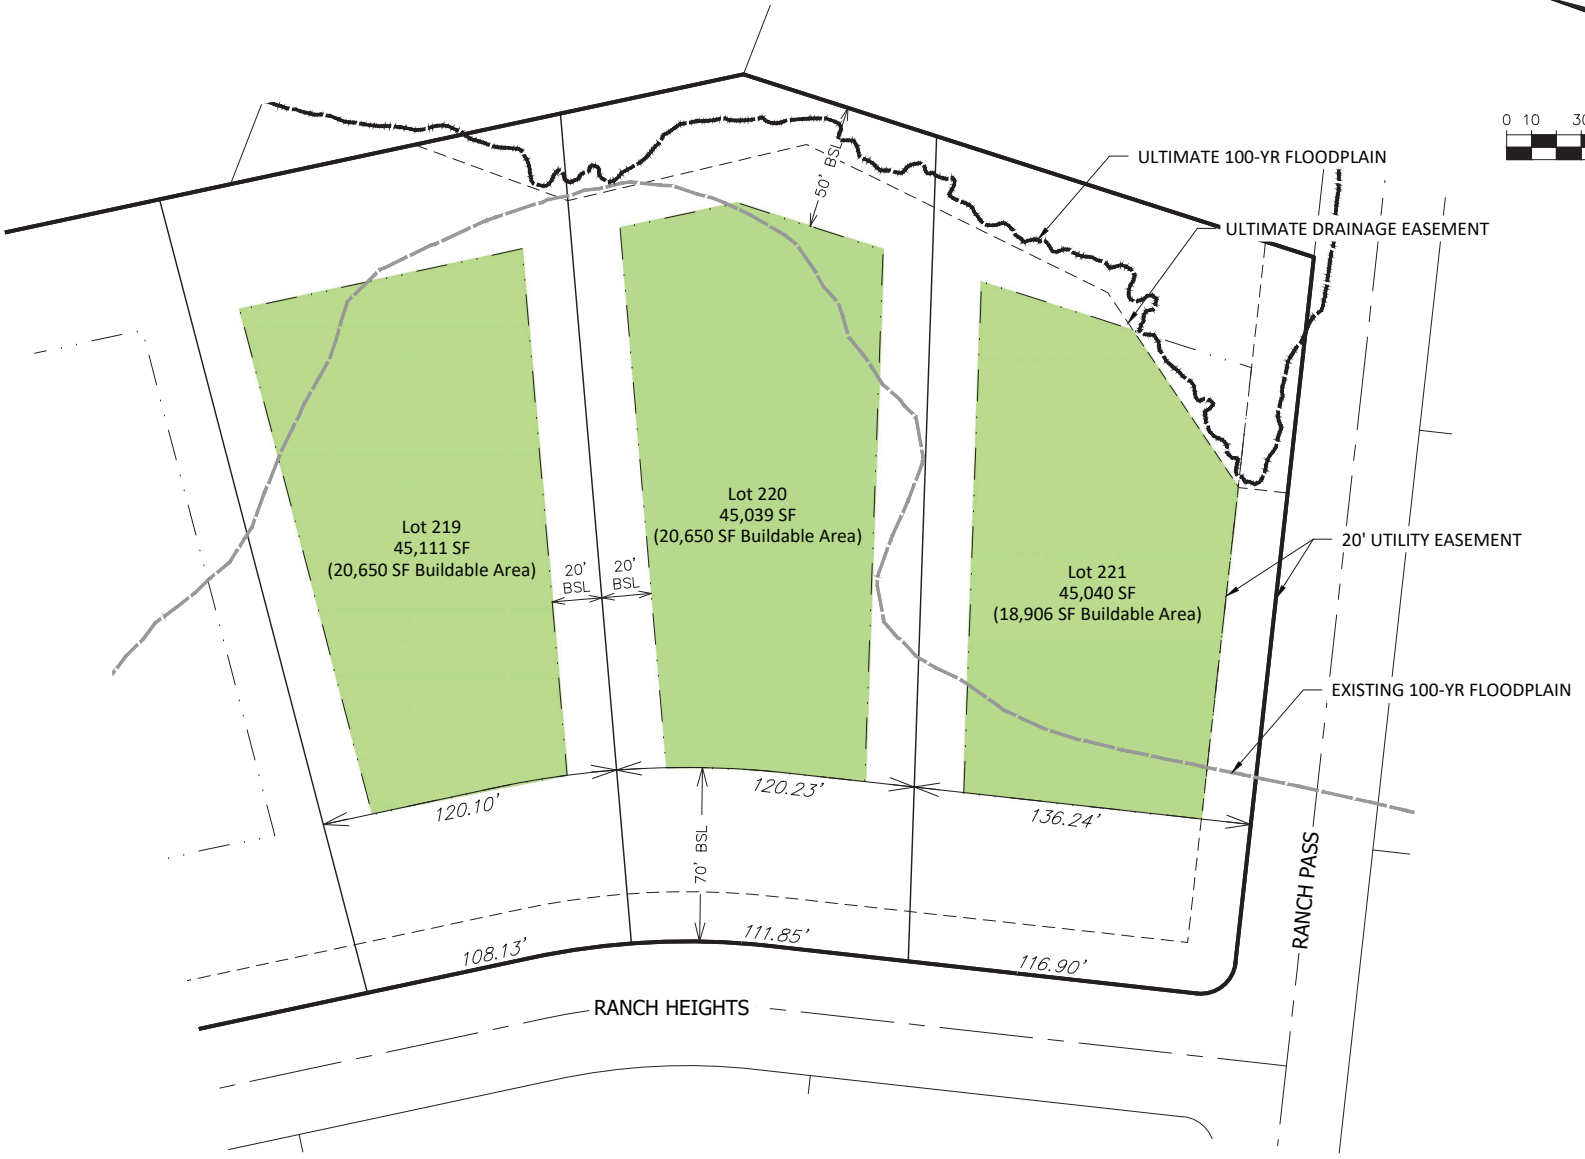 0 10 30
ULTIMATE 100-YR FLOODPLAIN
50' BSL
ULTIMATE DRAINAGE EASEMENT
Lot 220
45,039 SF
(20,650 SF Buildable Area)
Lot 219
45,111 SF
(20,650 SF Buildable Area)
20'
BSL
20'
BSL
20' UTILITY EASEMENT
Lot 221
45,040 SF
(18,906 SF Buildable Area)
EXISTING 100-YR FLOODPLAIN
120.10'
120.23'
136.24'
70' BSL
RANCH PASS
108.13'
111.85'
116.90'
RANCH HEIGHTS